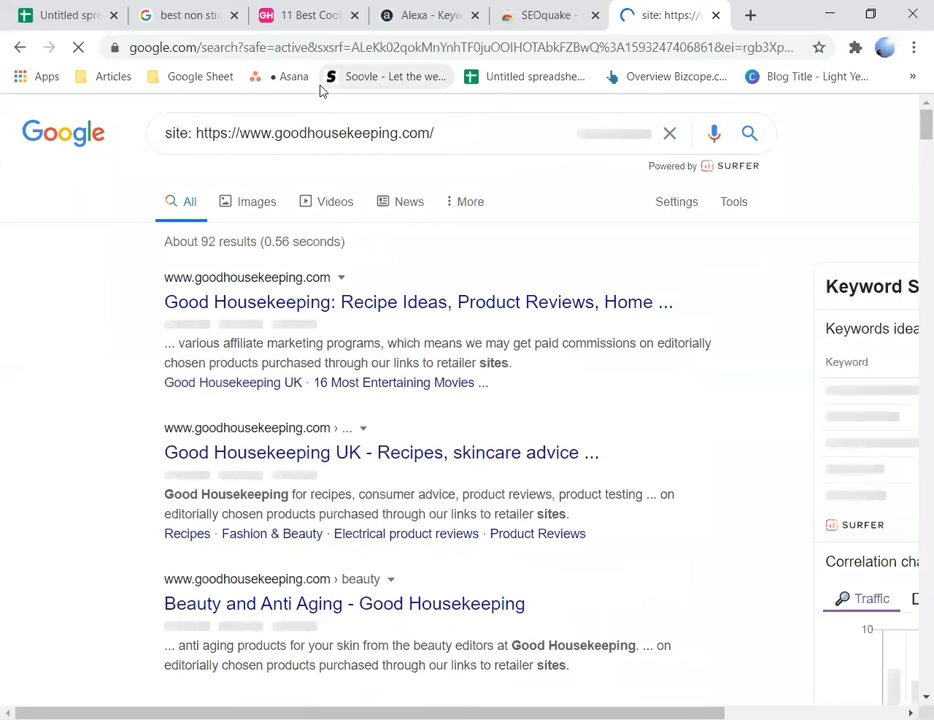 Untitled spre
best non stic
GH 11 Best Cool
a Alexa - Keyw
SEOquake -
site: https://v
google.com/search?safe=active&sxsrf=ALeKk02qokMnYnhTF0juOOIHOTAbkFZBwQ%3A1593247406861&ei=rgb3Xp...
Apps
Articles
Google Sheet
Asana
S Soovle - Let the we...
Untitled spreadshe...
Overview Bizcope.c...
C Blog Title - Light Ye...
»
Google
site: https://www.goodhousekeeping.com/
Powered by SURFER
All
Images
Videos
News
More
Settings
Tools
About 92 results (0.56 seconds)
www.goodhousekeeping.com
Good Housekeeping: Recipe Ideas, Product Reviews, Home ...
... various affiliate marketing programs, which means we may get paid commissions on editorially
chosen products purchased through our links to retailer sites.
Good Housekeeping UK · 16 Most Entertaining Movies ...
www.goodhousekeeping.com › ...
Good Housekeeping UK - Recipes, skincare advice ...
Good Housekeeping for recipes, consumer advice, product reviews, product testing ... on
editorially chosen products purchased through our links to retailer sites.
Recipes · Fashion & Beauty · Electrical product reviews · Product Reviews
www.goodhousekeeping.com › beauty
Beauty and Anti Aging - Good Housekeeping
... anti aging products for your skin from the beauty editors at Good Housekeeping. ... on
editorially chosen products purchased through our links to retailer sites.
Keyword S
Keywords idea
Keyword
SURFER
Correlation cha
Traffic
10